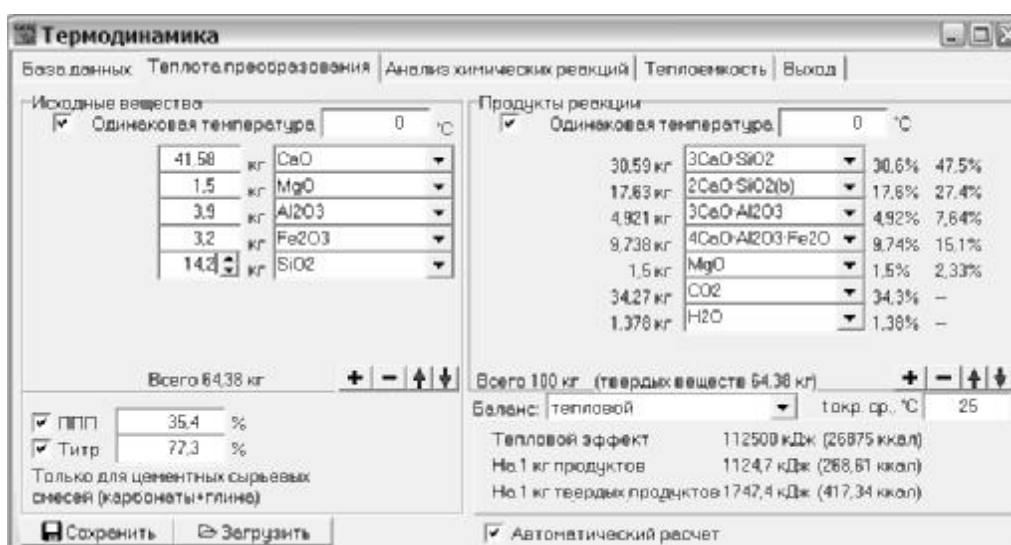 Термодинамика
База данных Теплота преобразования Анализ химических реакций Теплоемкость Выход
Исходные вещества
Одинаковая температура 0 °C
41,58 кг CaO
1,5 кг MgO
3,9 кг Al2O3
3,2 кг Fe2O3
14,2 кг SiO2
Всего 64,38 кг
ППП 35,4 %
Титр 77,3 %
Только для цементных сырьевых
смесей (карбонаты+глина)
Сохранить Загрузить
Продукты реакции
Одинаковая температура 0 °C
30,59 кг 3CaO·SiO2 30,6% 47,5%
17,63 кг 2CaO·SiO2(b) 17,6% 27,4%
4,921 кг 3CaO·Al2O3 4,92% 7,64%
9,738 кг 4CaO·Al2O3·Fe2O 9,74% 15,1%
1,5 кг MgO 1,5% 2,33%
34,27 кг CO2 34,3% –
1,378 кг H2O 1,38% –
Всего 100 кг (твердых веществ 64,38 кг)
Баланс: тепловой t окр. ср., °C 25
Тепловой эффект 112500 кДж (26875 ккал)
На 1 кг продуктов 1124,7 кДж (268,61 ккал)
На 1 кг твердых продуктов 1747,4 кДж (417,34 ккал)
Автоматический расчет